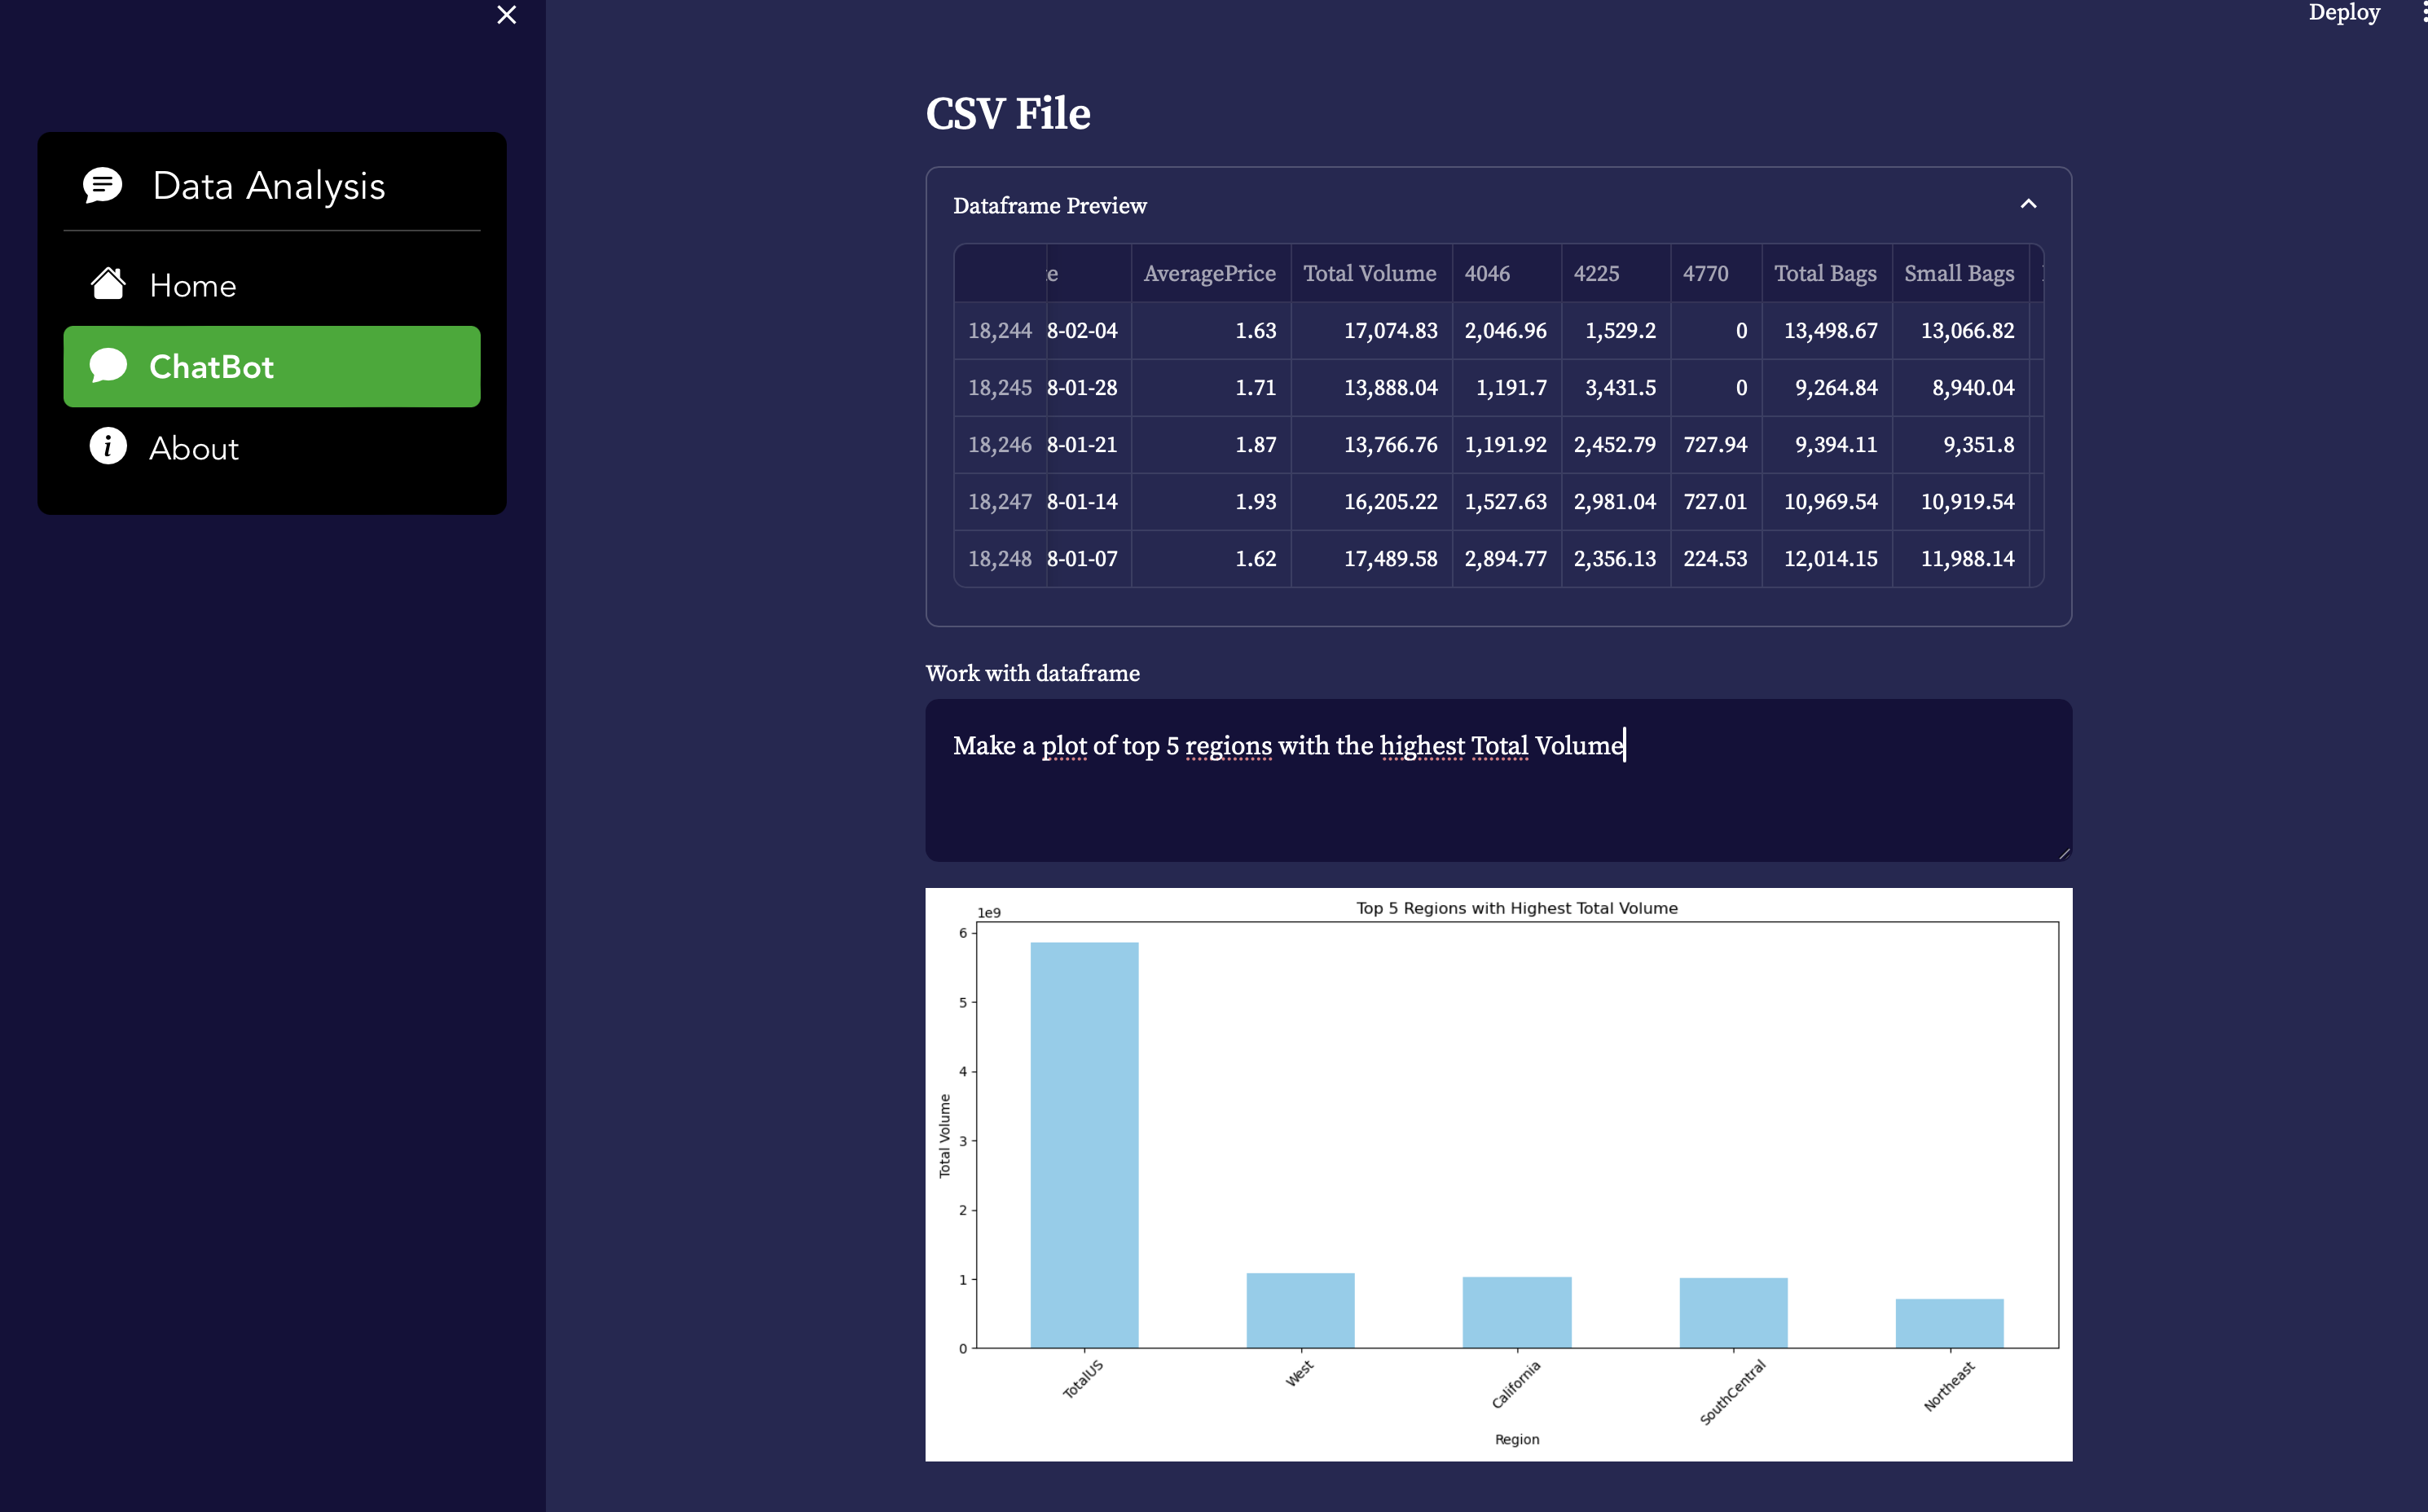 Deploy
Data Analysis
Home
ChatBot
About
CSV File
Dataframe Preview
e AveragePrice Total Volume 4046 4225 4770 Total Bags Small Bags
18,244 8-02-04 1.63 17,074.83 2,046.96 1,529.2 0 13,498.67 13,066.82
18,245 8-01-28 1.71 13,888.04 1,191.7 3,431.5 0 9,264.84 8,940.04
18,246 8-01-21 1.87 13,766.76 1,191.92 2,452.79 727.94 9,394.11 9,351.8
18,247 8-01-14 1.93 16,205.22 1,527.63 2,981.04 727.01 10,969.54 10,919.54
18,248 8-01-07 1.62 17,489.58 2,894.77 2,356.13 224.53 12,014.15 11,988.14
Work with dataframe
Make a plot of top 5 regions with the highest Total Volume
Top 5 Regions with Highest Total Volume
1e9
6
5
4
3
2
1
0
Total Volume
TotalUS
West
California
SouthCentral
Northeast
Region